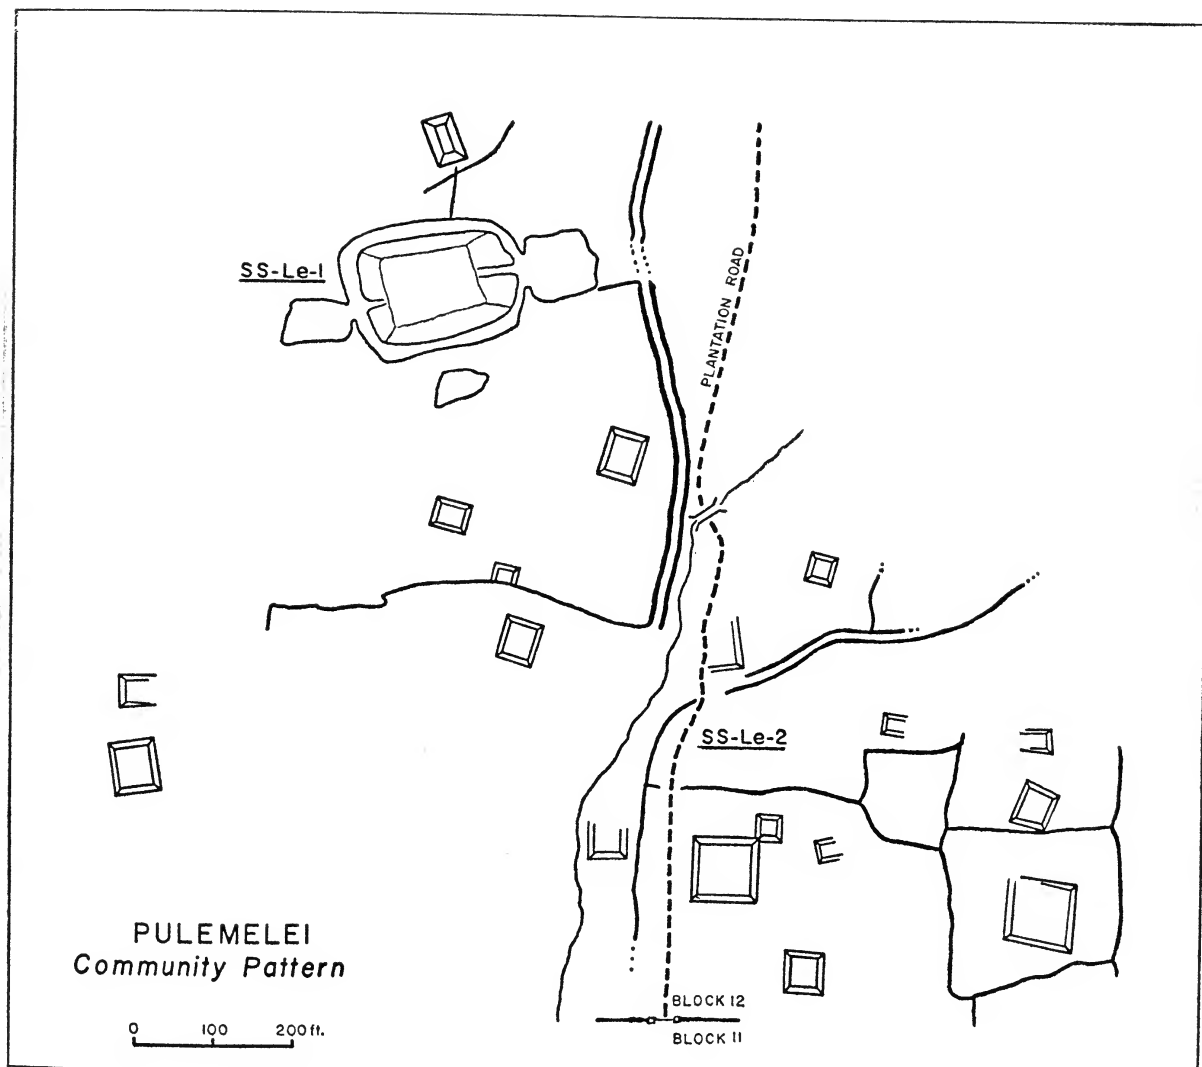 SS-Le-1
PLANTATION ROAD
SS-Le-2
PULEMELEI
Community Pattern
0 100 200 ft.
BLOCK 12
BLOCK 11